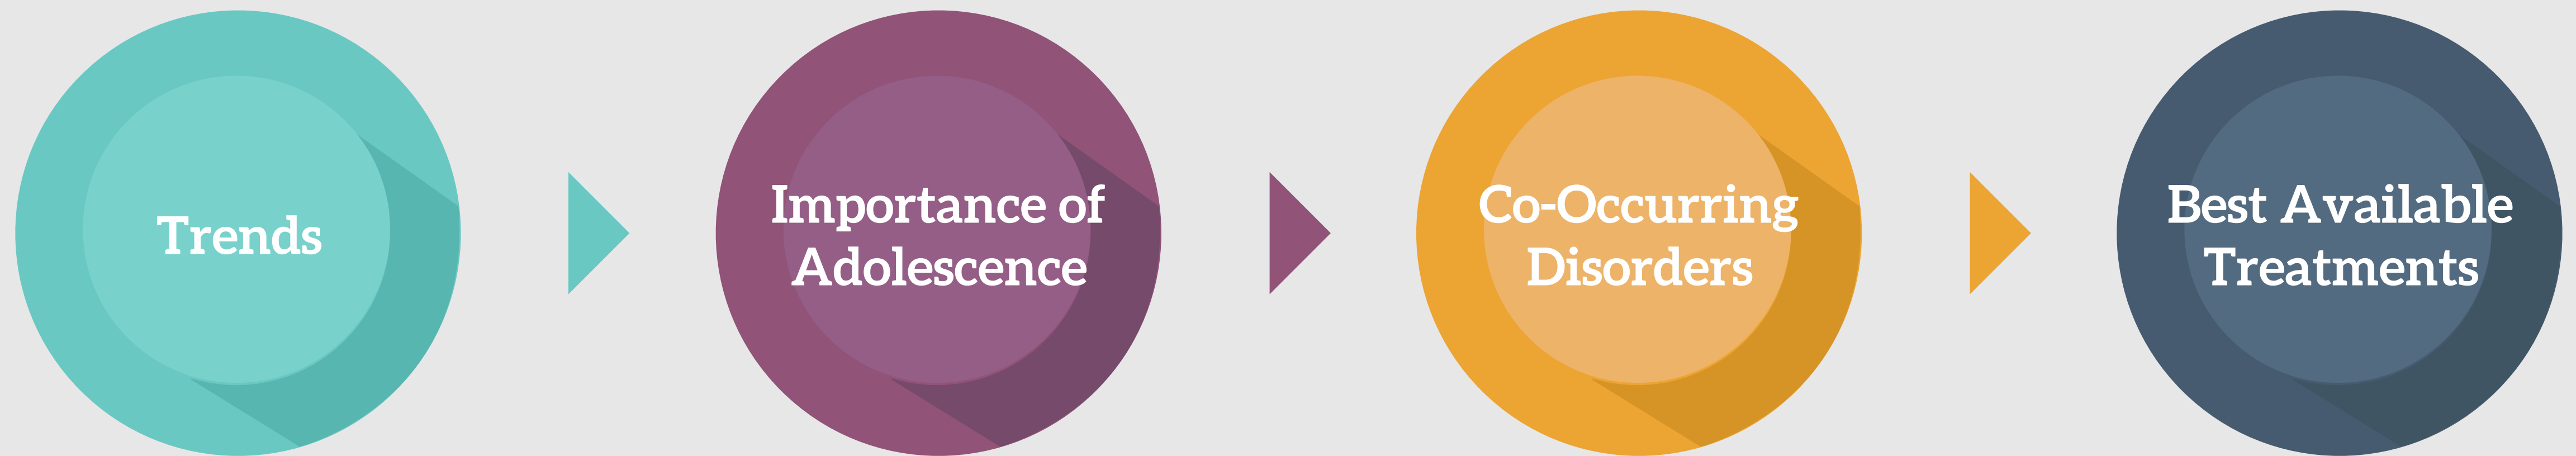 Trends
Importance of
Adolescence
Co-Occurring
Disorders
Best Available
Treatments